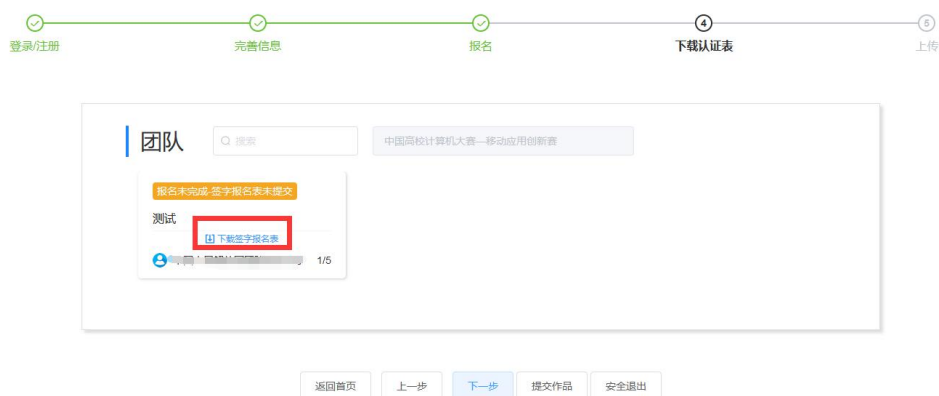 ④ ⑤
登录/注册 完善信息 报名 下载认证表 上传
团队 搜索 中国高校计算机大赛—移动应用创新赛
报名未完成-签字报名表未提交
测试
下载签字报名表
1/5
返回首页 上一步 下一步 提交作品 安全退出